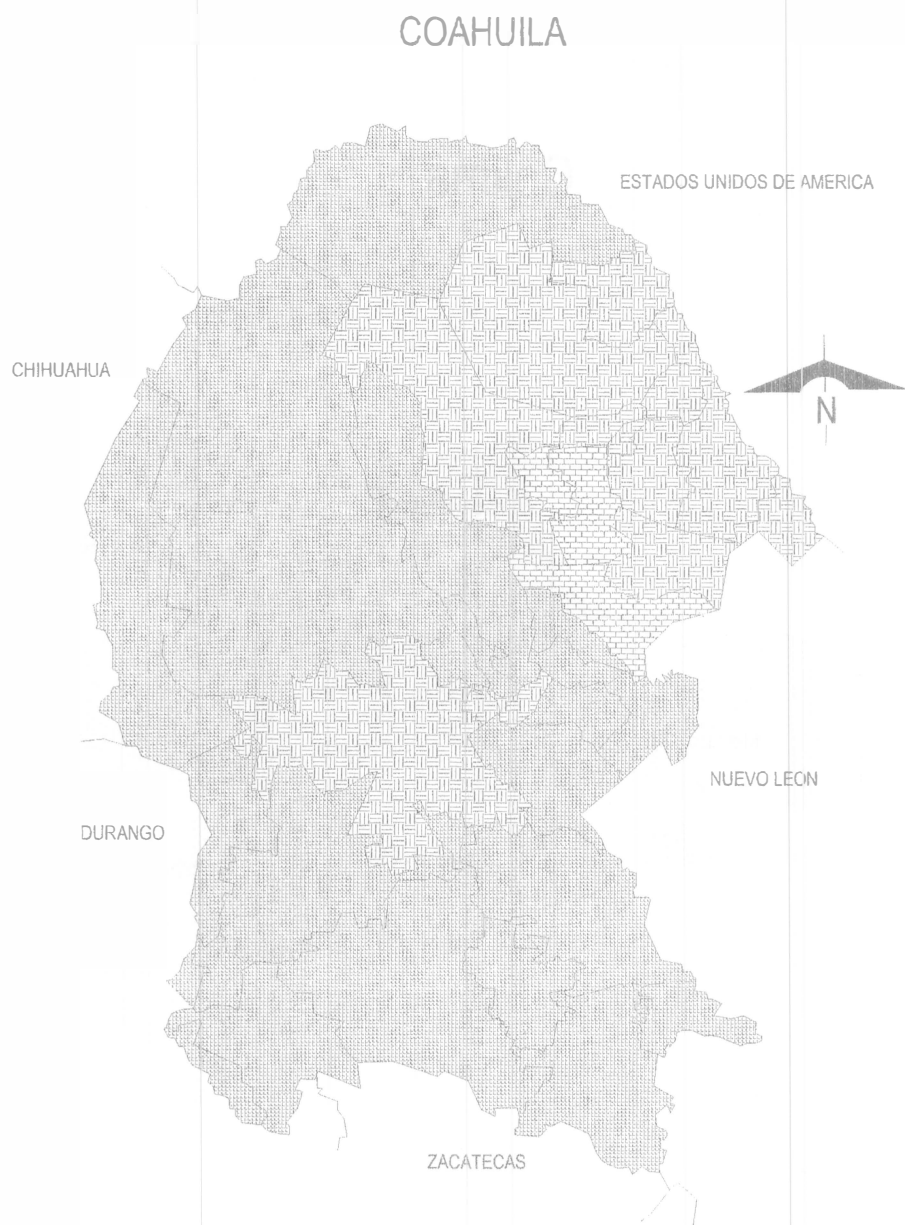 COAHUILA
ESTADOS UNIDOS DE AMERICA
CHIHUAHUA
N
NUEVO LEON
DURANGO
ZACATECAS